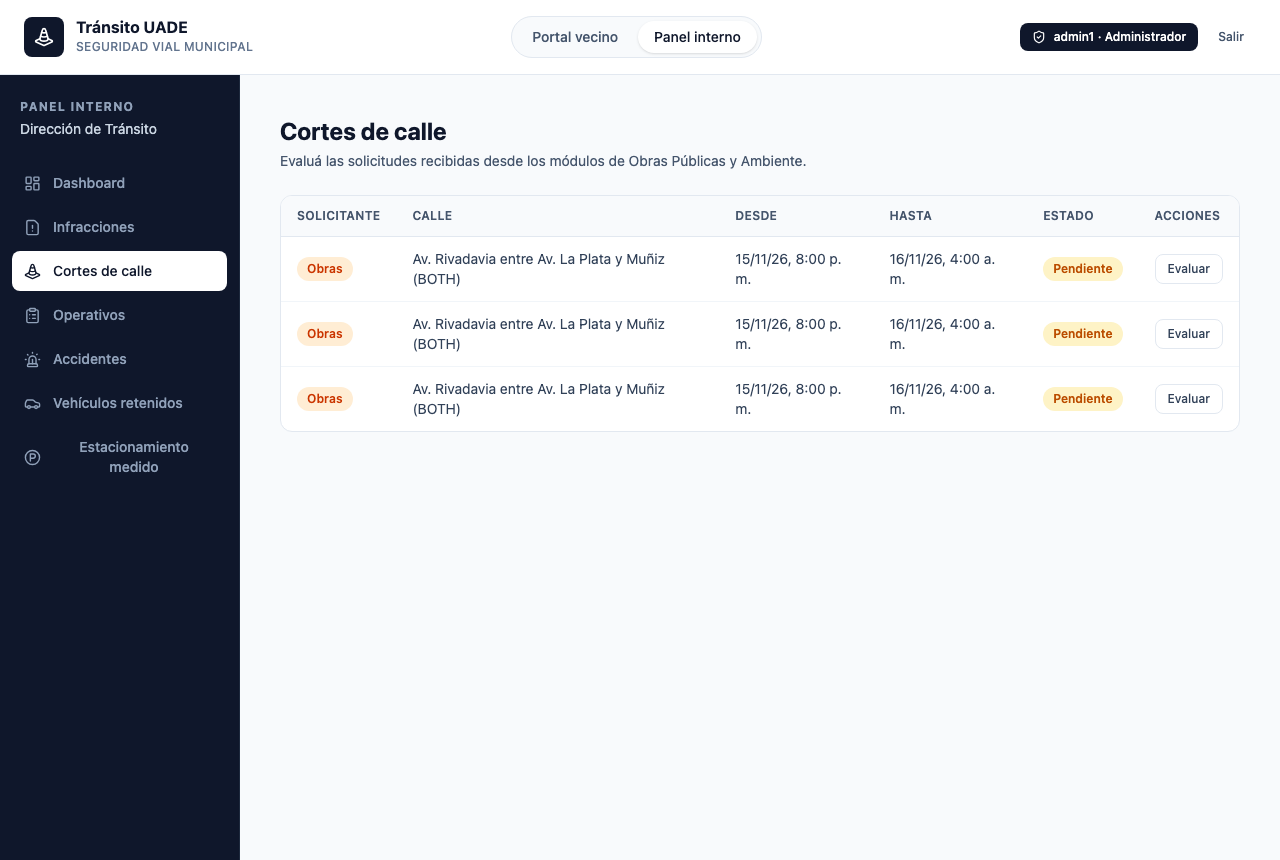 Tránsito UADE
SEGURIDAD VIAL MUNICIPAL
Portal vecino
Panel interno
admin1 · Administrador
Salir
PANEL INTERNO
Dirección de Tránsito
Dashboard
Infracciones
Cortes de calle
Operativos
Accidentes
Vehículos retenidos
Estacionamiento
medido
Cortes de calle
Evaluá las solicitudes recibidas desde los módulos de Obras Públicas y Ambiente.
SOLICITANTE CALLE DESDE HASTA ESTADO ACCIONES
Obras Av. Rivadavia entre Av. La Plata y Muñiz 15/11/26, 8:00 p. 16/11/26, 4:00 a. Pendiente Evaluar
(BOTH) m. m.
Obras Av. Rivadavia entre Av. La Plata y Muñiz 15/11/26, 8:00 p. 16/11/26, 4:00 a. Pendiente Evaluar
(BOTH) m. m.
Obras Av. Rivadavia entre Av. La Plata y Muñiz 15/11/26, 8:00 p. 16/11/26, 4:00 a. Pendiente Evaluar
(BOTH) m. m.